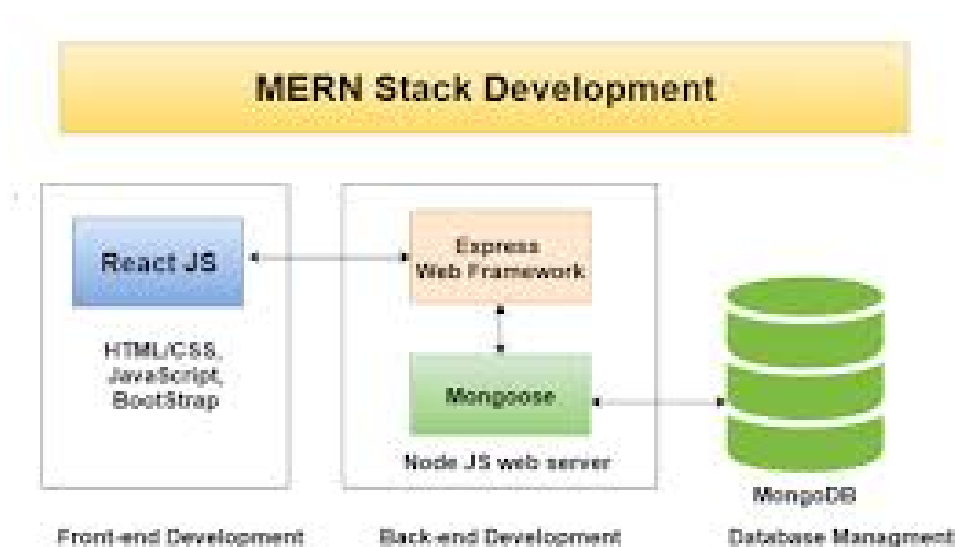 MERN Stack Development
React JS
HTML/CSS,
JavaScript,
BootStrap
Express
Web Framework
Mongoose
Node JS web server
MongoDB
Front-end Development
Back-end Development
Database Managment